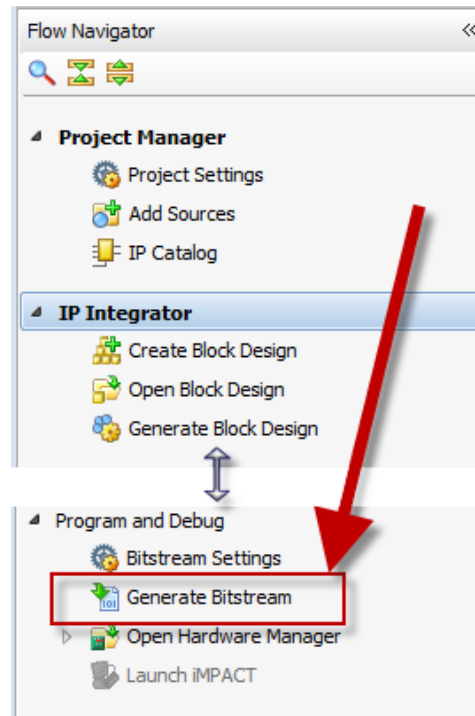 Flow Navigator
Project Manager
Project Settings
Add Sources
IP Catalog
IP Integrator
Create Block Design
Open Block Design
Generate Block Design
Program and Debug
Bitstream Settings
Generate Bitstream
Open Hardware Manager
Launch iMPACT